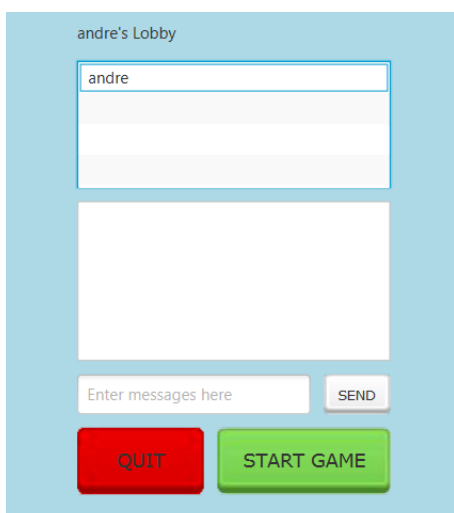 andre's Lobby
andre
Enter messages here
SEND
QUIT
START GAME